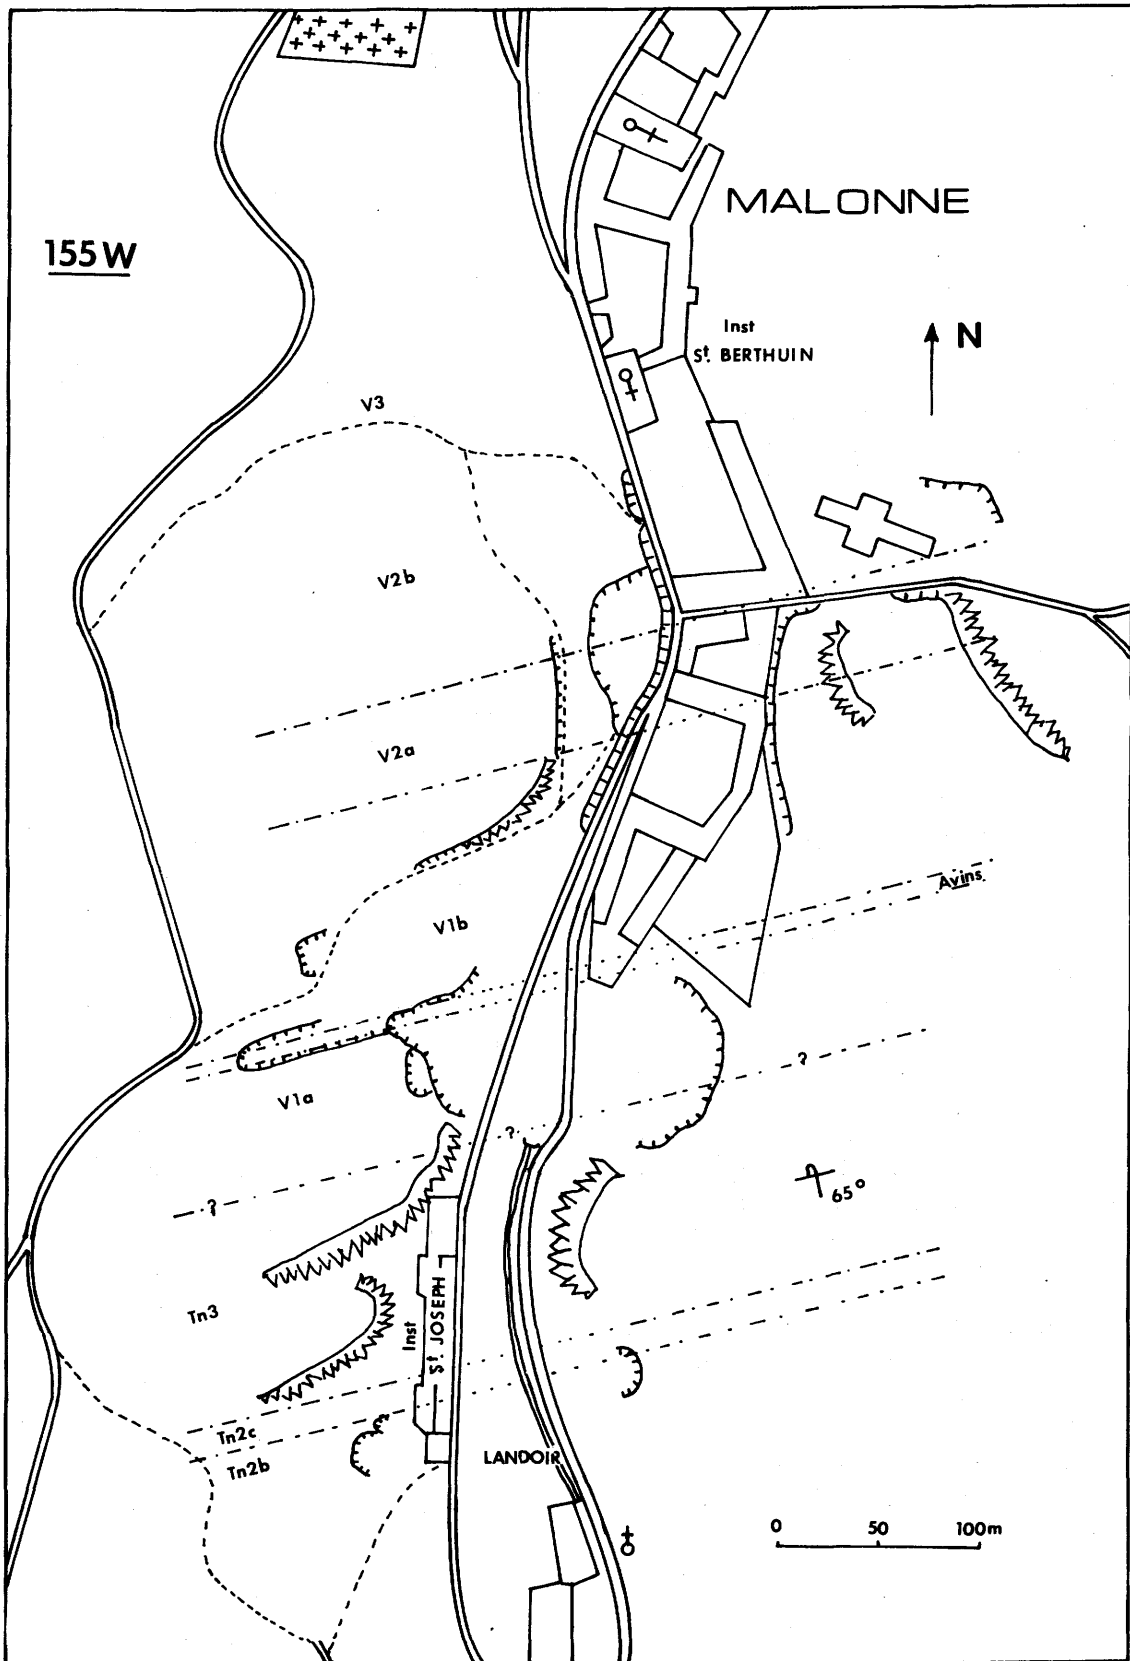 MALONNE
155W
Inst
St. BERTHUIN
N
V3
V2b
V2a
Avins
V1b
?
V1a
?
65°
?
Tn3
Inst
St JOSEPH
Tn2c
Tn2b
LANDOIR
0 50 100m